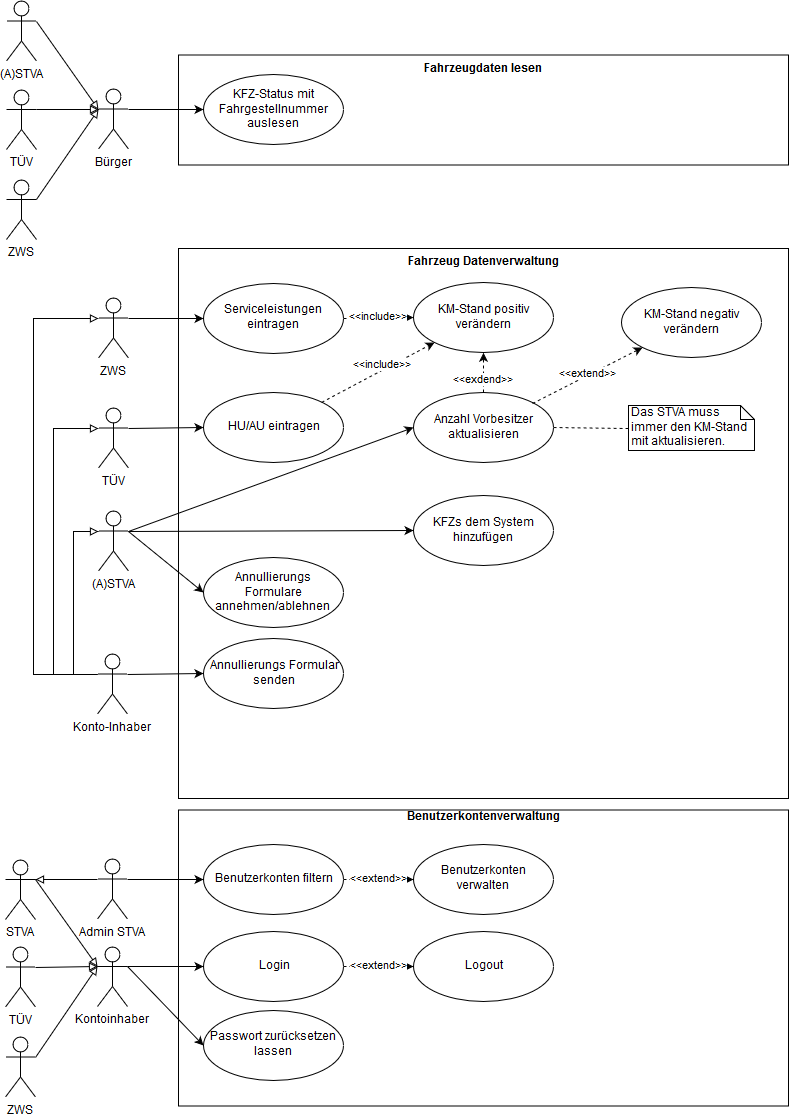 (A)STVA
TÜV
ZWS
Bürger
Fahrzeugdaten lesen
KFZ-Status mit
Fahrgestellnummer
auslesen
Fahrzeug Datenverwaltung
ZWS
Serviceleistungen
eintragen
<<include>>
KM-Stand positiv
verändern
KM-Stand negativ
verändern
<<include>>
<<exdend>>
<<extend>>
TÜV
HU/AU eintragen
Anzahl Vorbesitzer
aktualisieren
Das STVA muss
immer den KM-Stand
mit aktualisieren.
(A)STVA
KFZs dem System
hinzufügen
Annullierungs
Formulare
annehmen/ablehnen
Konto-Inhaber
Annullierungs Formular
senden
Benutzerkontenverwaltung
STVA
Admin STVA
Benutzerkonten filtern
<<extend>>
Benutzerkonten
verwalten
TÜV
Kontoinhaber
Login
<<extend>>
Logout
ZWS
Passwort zurücksetzen
lassen